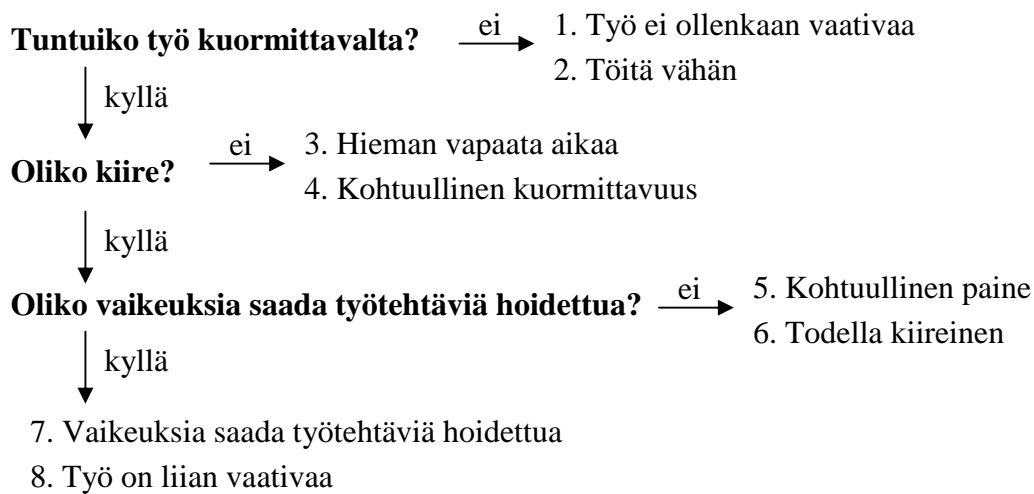 Tuntuiko työ kuormittavalta?
ei
1. Työ ei ollenkaan vaativaa
2. Töitä vähän
kyllä
Oliko kiire?
ei
3. Hieman vapaata aikaa
4. Kohtuullinen kuormittavuus
kyllä
Oliko vaikeuksia saada työtehtäviä hoidettua?
ei
5. Kohtuullinen paine
6. Todella kiireinen
kyllä
7. Vaikeuksia saada työtehtäviä hoidettua
8. Työ on liian vaativaa